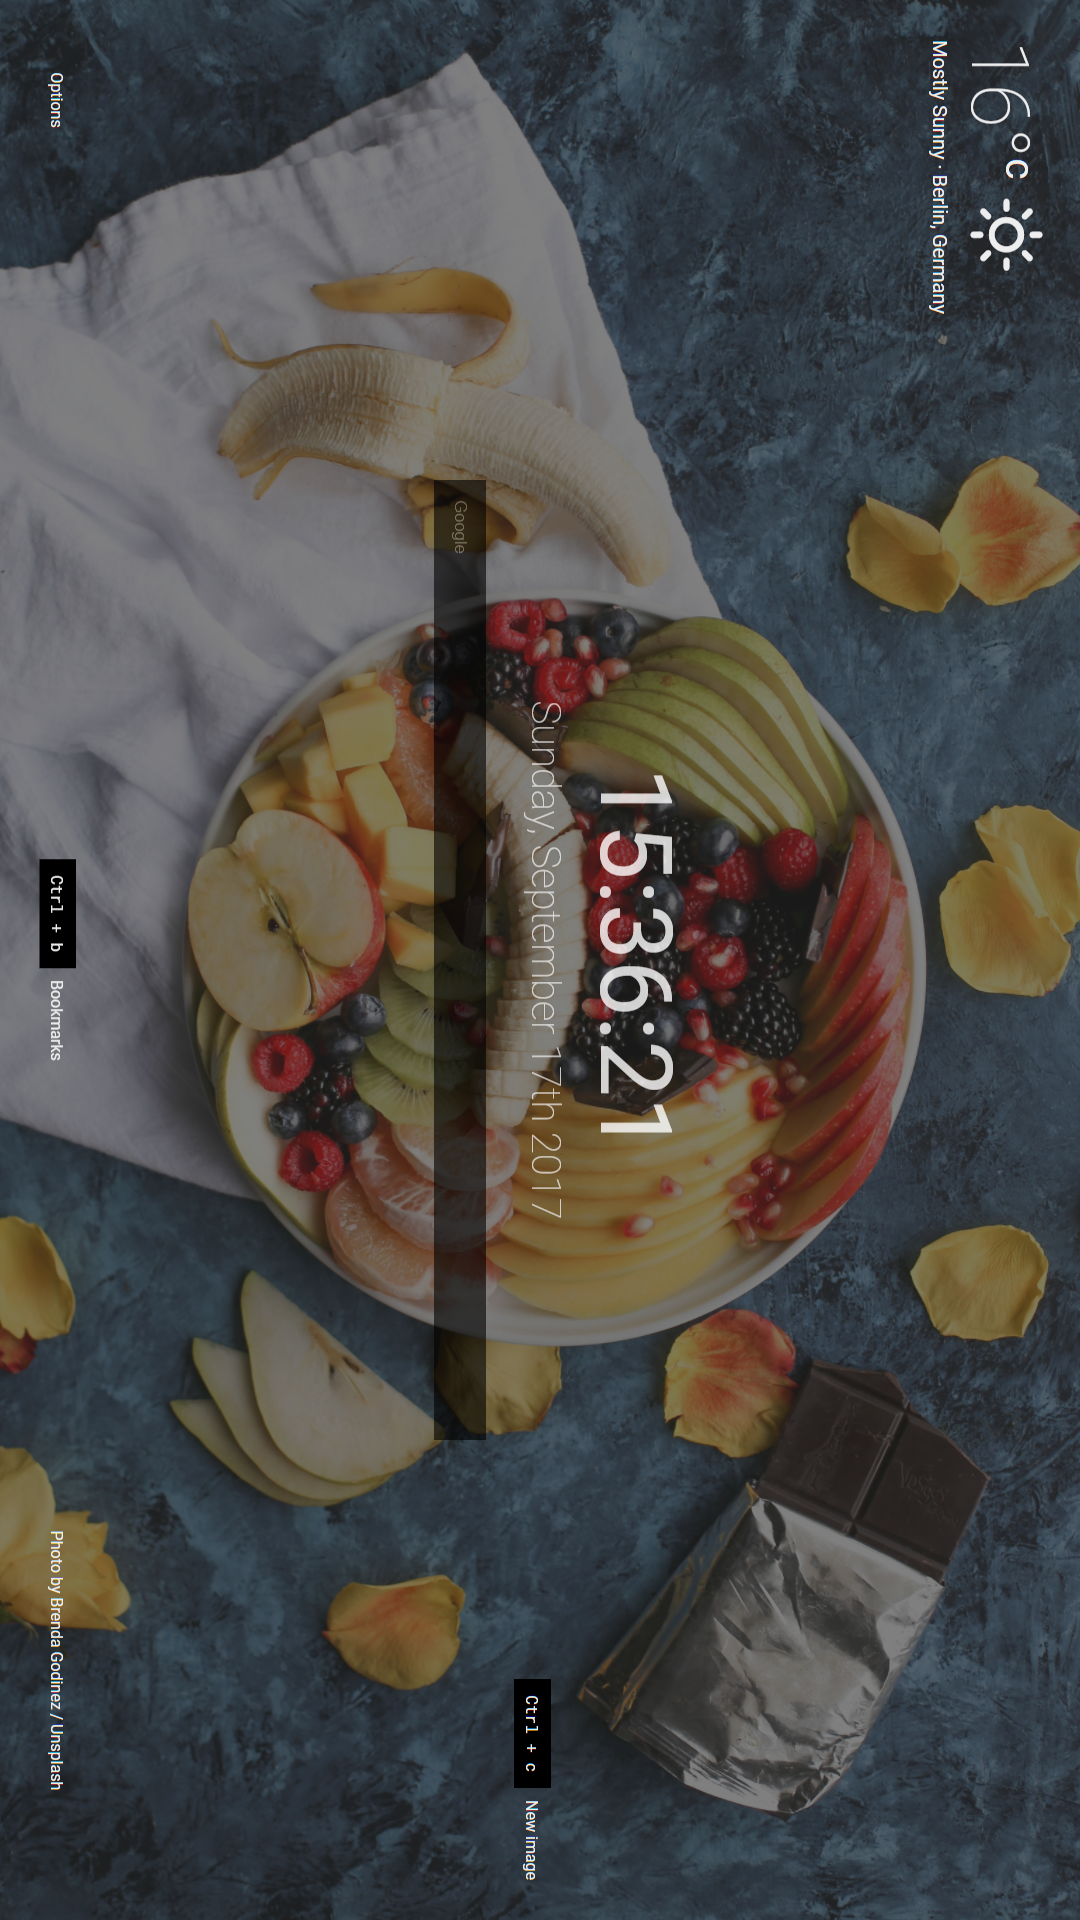 16°C
Mostly Sunny · Berlin, Germany
15:36:21
Sunday, September 17th 2017
Google
Ctrl + c New image
Options
Ctrl + b Bookmarks
Photo by Brenda Godinez / Unsplash